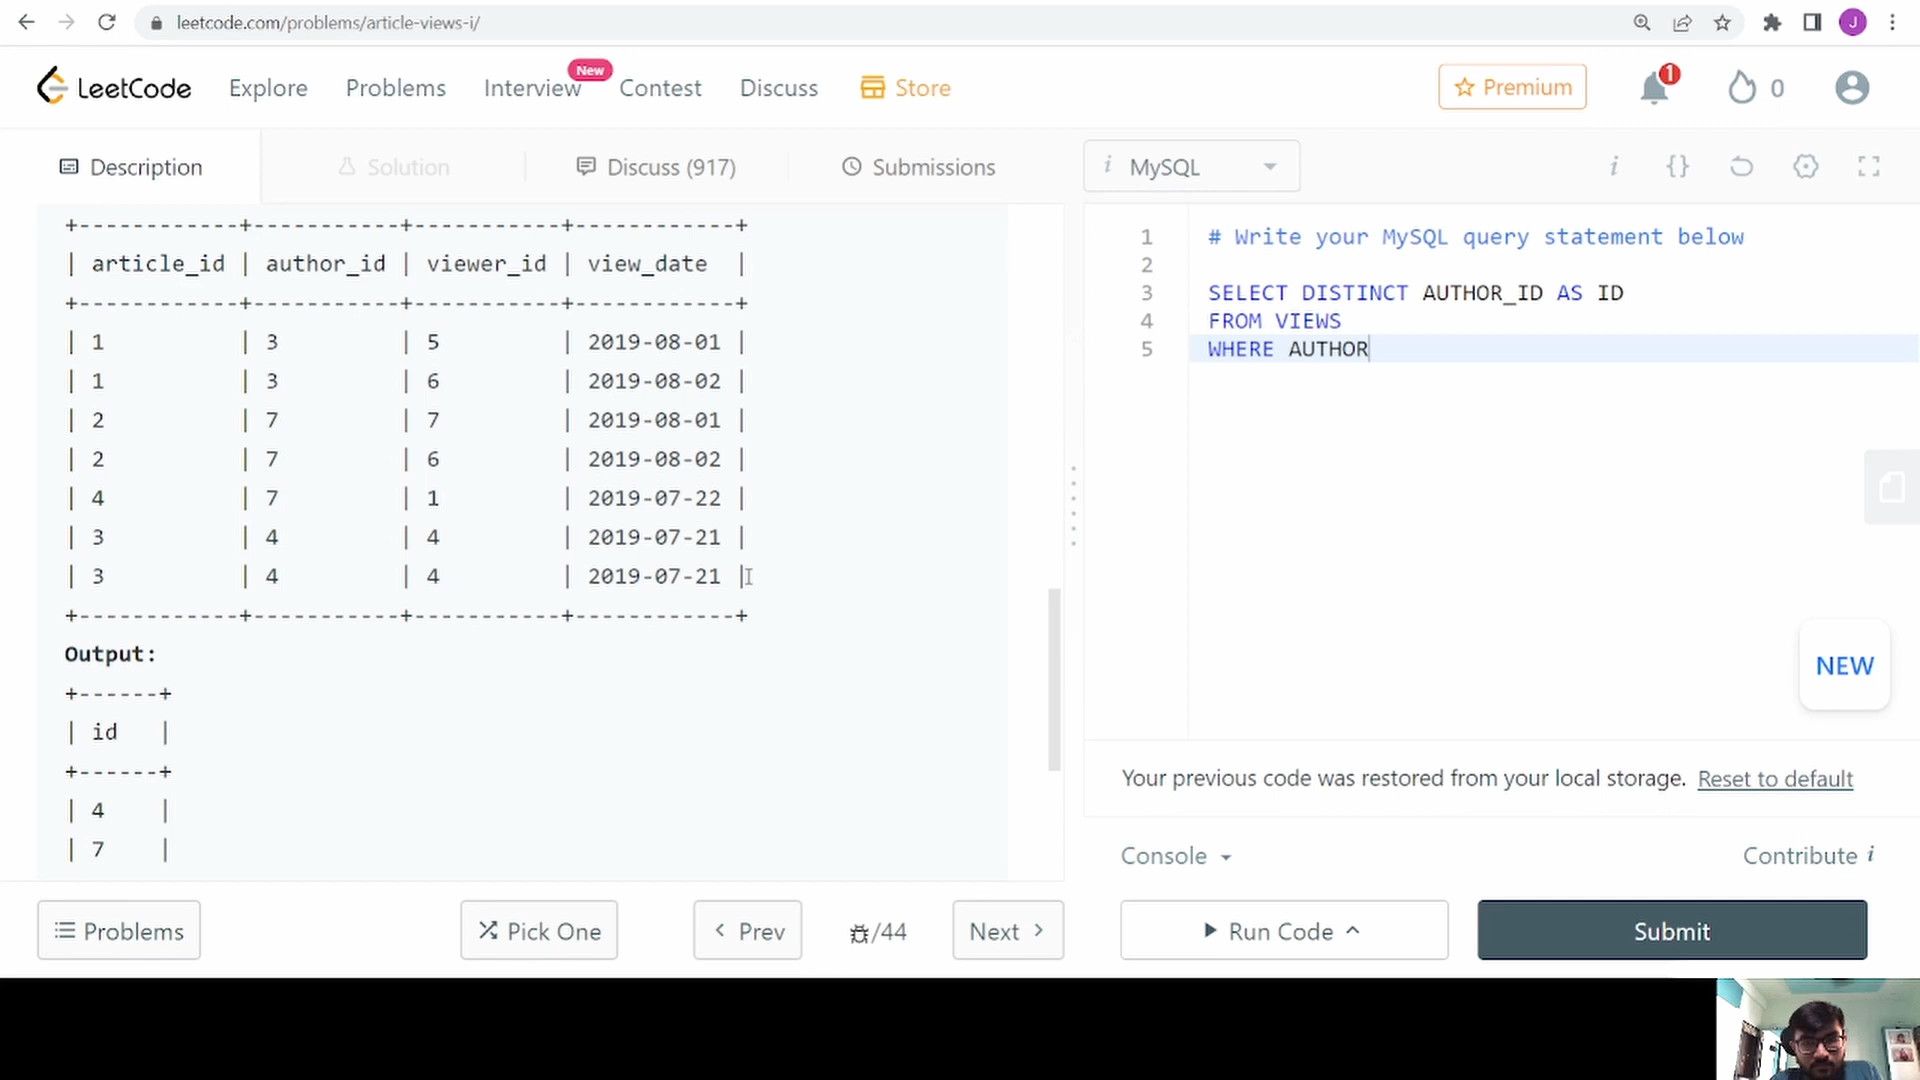 leetcode.com/problems/article-views-i/
J
LeetCode Explore Problems Interview New Contest Discuss Store Premium 1 0
Description Solution Discuss (917) Submissions i MySQL i {}
+------------+-----------+-----------+------------+
| article_id | author_id | viewer_id | view_date |
+------------+-----------+-----------+------------+
| 1 | 3 | 5 | 2019-08-01 |
| 1 | 3 | 6 | 2019-08-02 |
| 2 | 7 | 7 | 2019-08-01 |
| 2 | 7 | 6 | 2019-08-02 |
| 4 | 7 | 1 | 2019-07-22 |
| 3 | 4 | 4 | 2019-07-21 |
| 3 | 4 | 4 | 2019-07-21 |
+------------+-----------+-----------+------------+
Output:
+------+
| id |
+------+
| 4 |
| 7 |
1 # Write your MySQL query statement below
2
3 SELECT DISTINCT AUTHOR_ID AS ID
4 FROM VIEWS
5 WHERE AUTHOR
NEW
Your previous code was restored from your local storage. Reset to default
Console Contribute i
Problems Pick One Prev /44 Next Run Code Submit